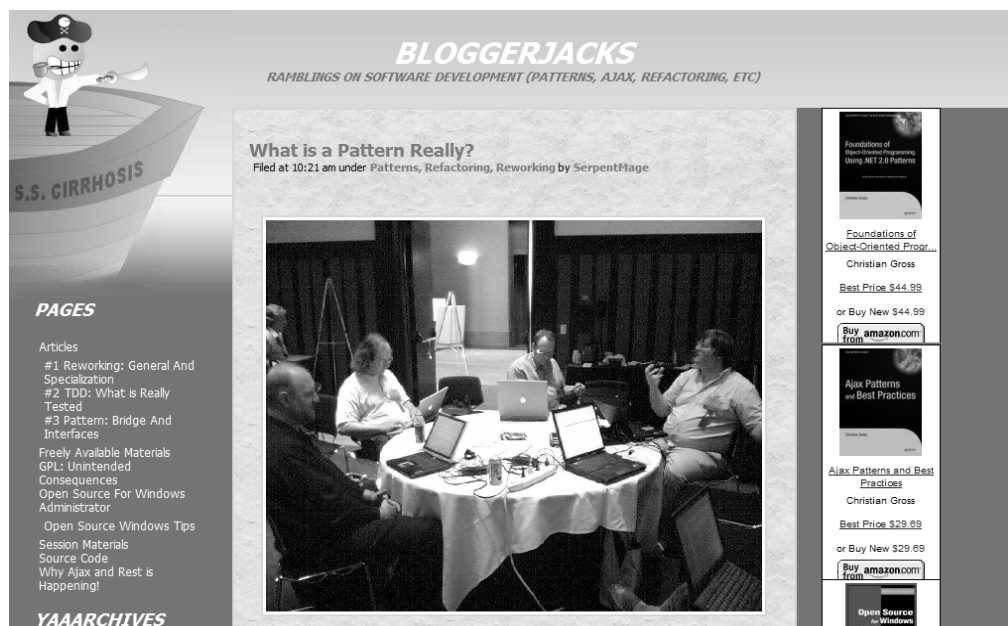 BLOGGERJACKS
RAMBLINGS ON SOFTWARE DEVELOPMENT (PATTERNS, AJAX, REFACTORING, ETC)
S.S. CIRRHOSIS
PAGES
Articles
#1 Reworking: General And
Specialization
#2 TDD: What is Really
Tested
#3 Pattern: Bridge And
Interfaces
Freely Available Materials
GPL: Unintended
Consequences
Open Source For Windows
Administrator
Open Source Windows Tips
Session Materials
Source Code
Why Ajax and Rest is
Happening!
YAAARCHIVES
What is a Pattern Really?
Filed at 10:21 am under Patterns, Refactoring, Reworking by SerpentMage
Foundations of
Object-Oriented Programming
Using .NET 2.0 Patterns
Christian Gross
Foundations of
Object-Oriented Progr...
Christian Gross
Best Price $44.99
or Buy New $44.99
Buy from amazon.com
Ajax Patterns
and Best Practices
Christian Gross
Ajax Patterns and Best
Practices
Christian Gross
Best Price $29.69
or Buy New $29.69
Buy from amazon.com
Open Source
for Windows